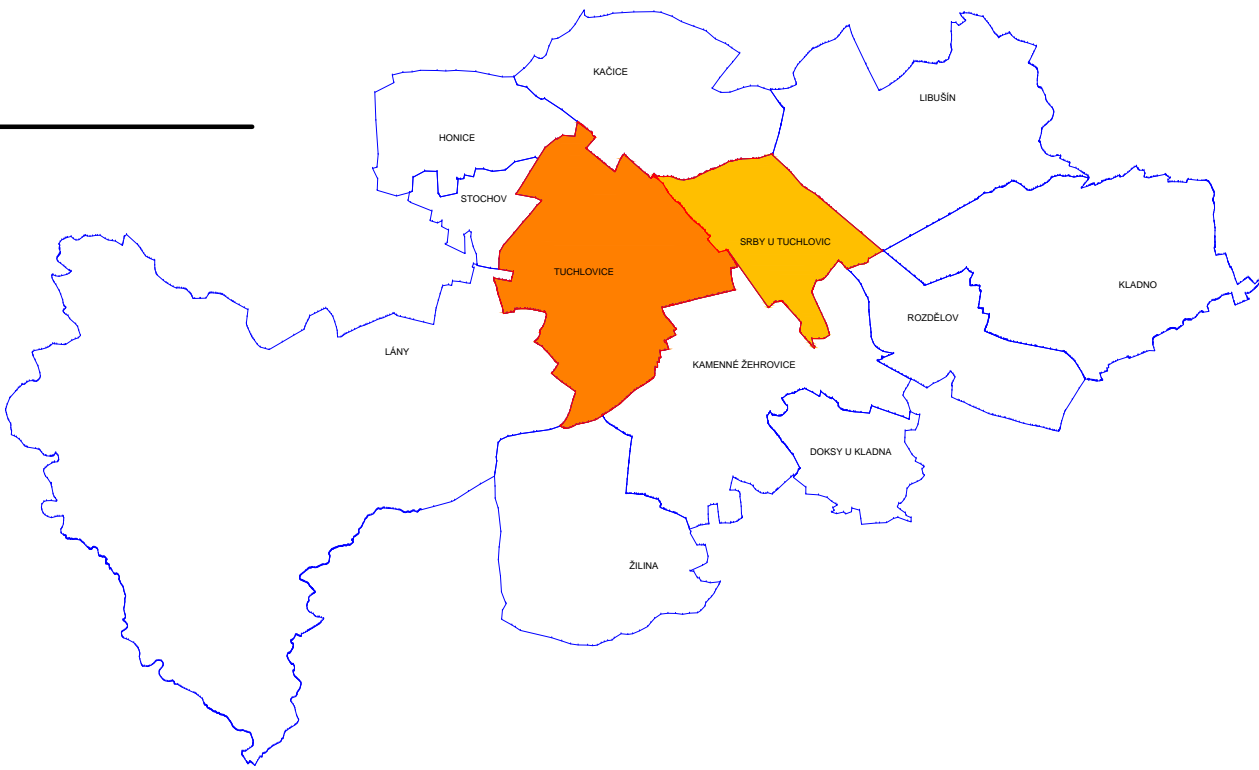 KAČICE
LIBUŠÍN
HONICE
STOCHOV
SRBY U TUCHLOVIC
TUCHLOVICE
KLADNO
ROZDĚLOV
LÁNY
KAMENNÉ ŽEHROVICE
DOKSY U KLADNA
ŽILINA